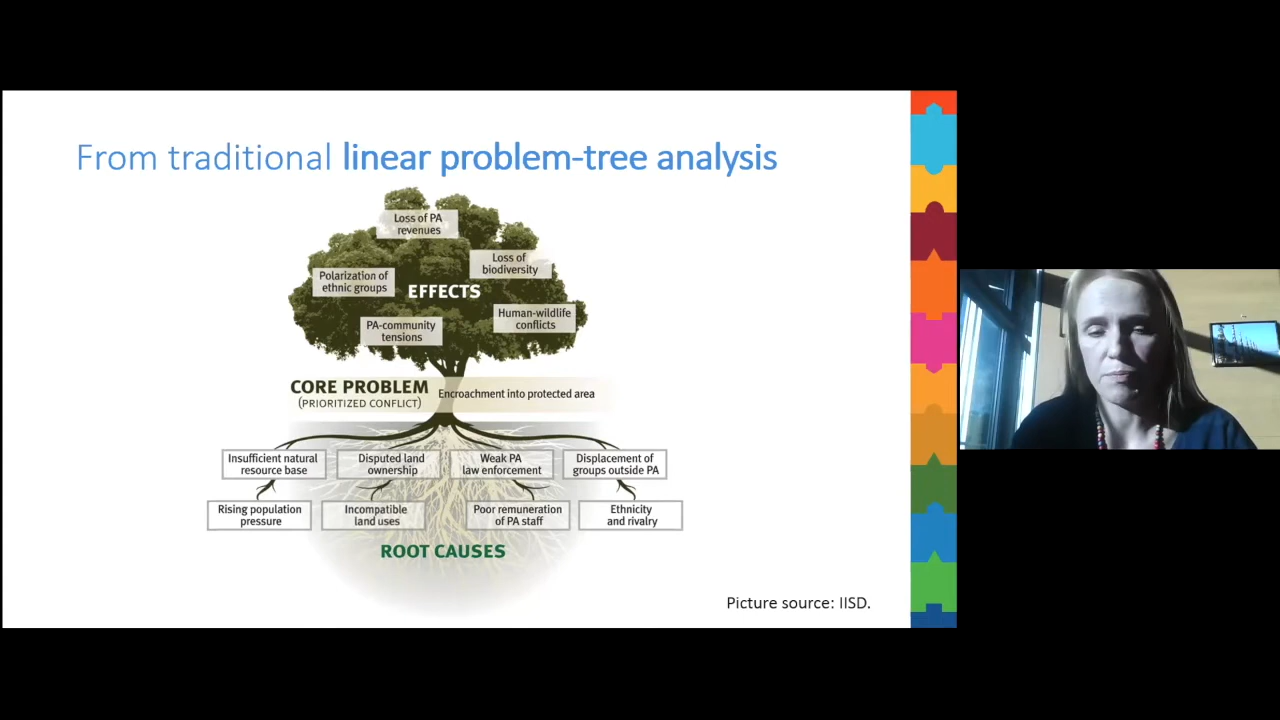 From traditional linear problem-tree analysis
Loss of PA
revenues
Loss of
biodiversity
Polarization of
ethnic groups
EFFECTS
Human-wildlife
conflicts
PA-community
tensions
CORE PROBLEM
(PRIORITIZED CONFLICT)
Encroachment into protected area
Insufficient natural
resource base
Disputed land
ownership
Weak PA
law enforcement
Displacement of
groups outside PA
Rising population
pressure
Incompatible
land uses
Poor remuneration
of PA staff
Ethnicity
and rivalry
ROOT CAUSES
Picture source: IISD.